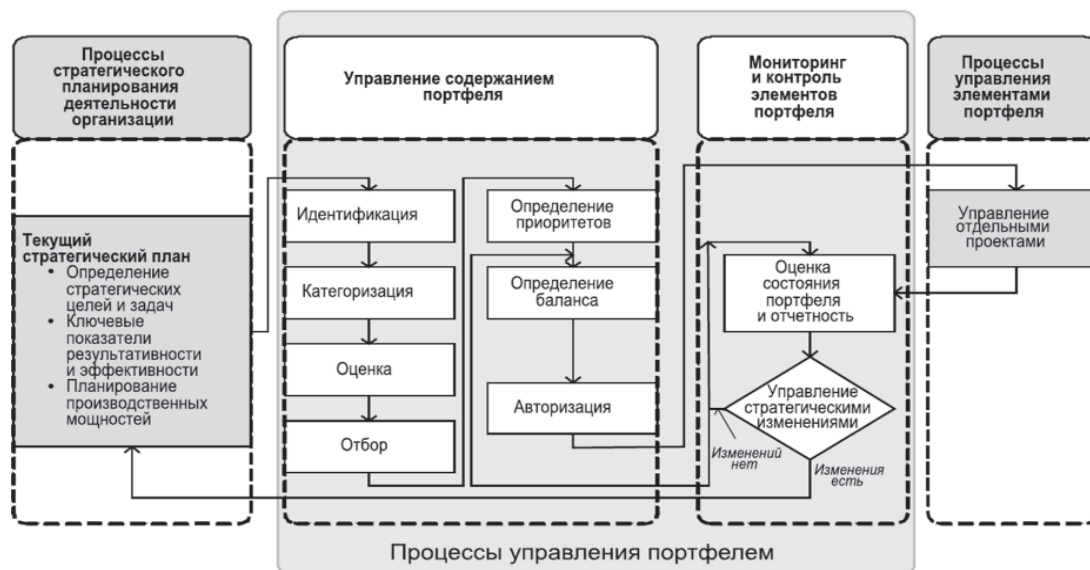 Процессы
стратегического
планирования
деятельности
организации
Управление содержанием
портфеля
Мониторинг
и контроль
элементов
портфеля
Процессы
управления
элементами
портфеля
Текущий
стратегический план
• Определение
стратегических
целей и задач
• Ключевые
показатели
результативности
и эффективности
• Планирование
производственных
мощностей
Идентификация
Категоризация
Оценка
Отбор
Определение
приоритетов
Определение
баланса
Авторизация
Оценка
состояния
портфеля
и отчетность
Управление
стратегическими
изменениями
Изменений
нет
Изменения
есть
Управление
отдельными
проектами
Процессы управления портфелем